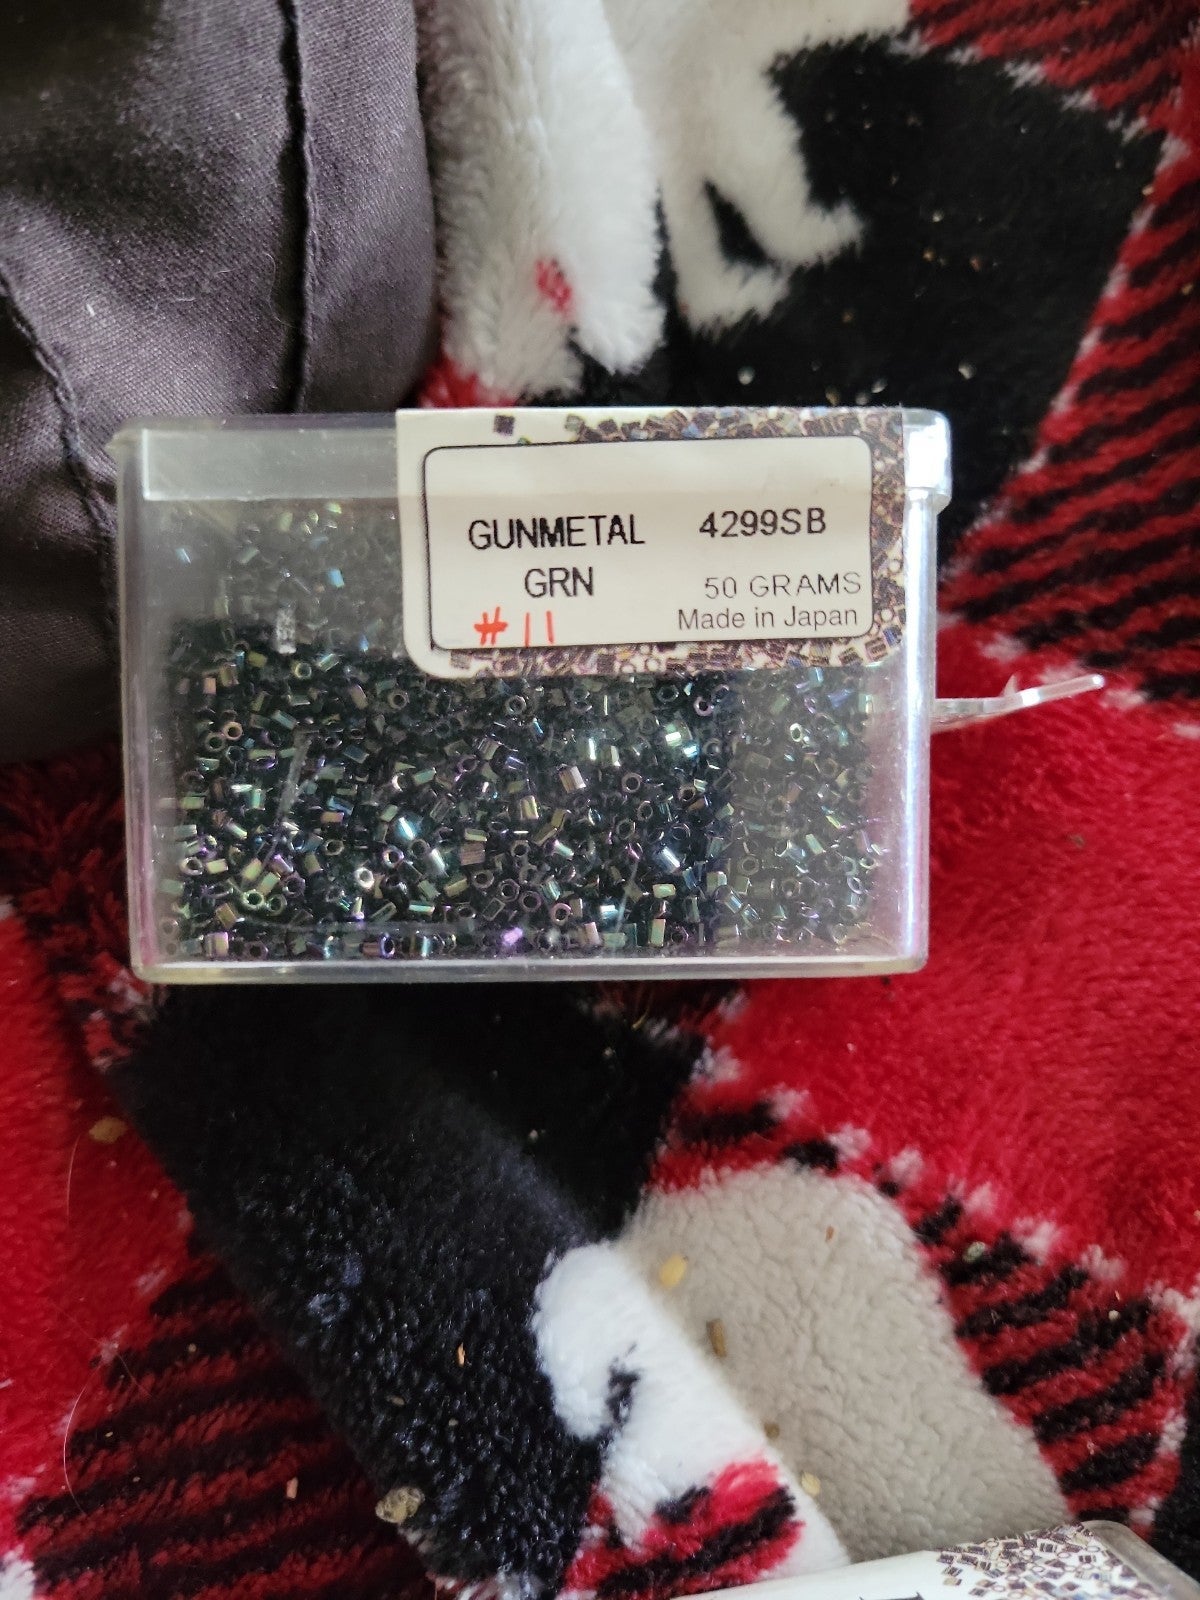 GUNMETAL 4299SB
GRN 50 GRAMS
# 11 Made in Japan